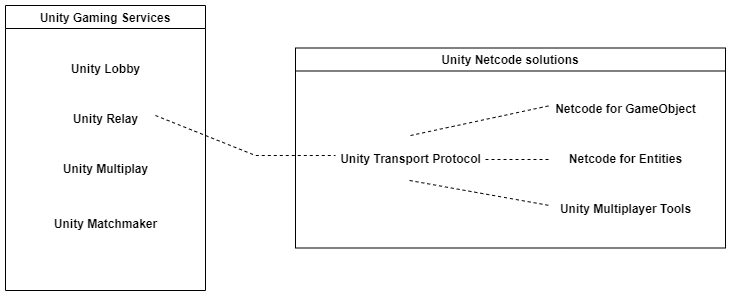 Unity Gaming Services
Unity Lobby
Unity Relay
Unity Multiplay
Unity Matchmaker
Unity Netcode solutions
Unity Transport Protocol
Netcode for GameObject
Netcode for Entities
Unity Multiplayer Tools